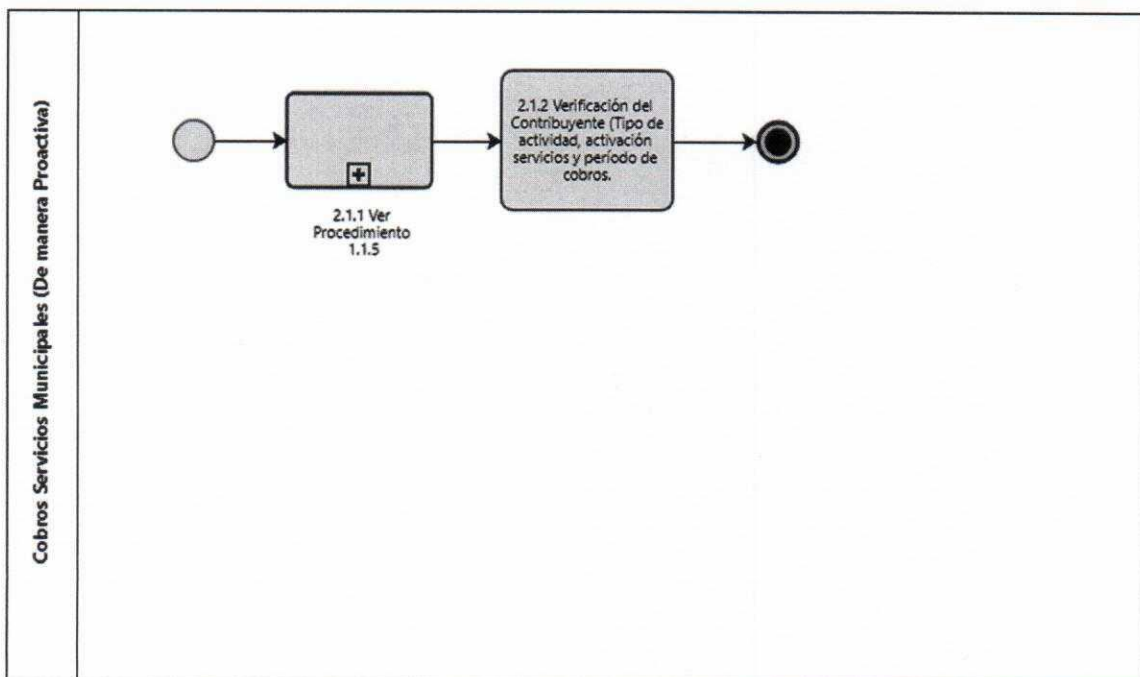 Cobros Servicios Municipales (De manera Proactiva)
2.1.1 Ver
Procedimiento
1.1.5
2.1.2 Verificación del
Contribuyente (Tipo de
actividad, activación
servicios y período de
cobros.